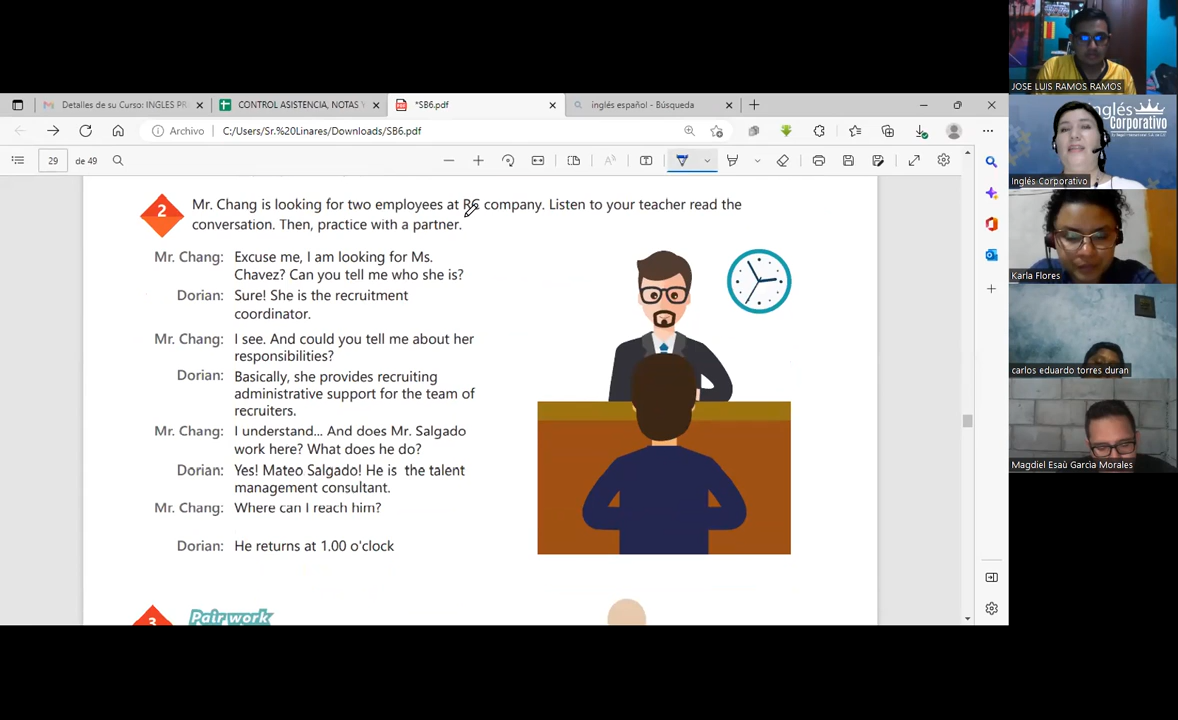 Detalles de su Curso: INGLES PR
CONTROL ASISTENCIA, NOTAS Y
*SB6.pdf
inglés español - Búsqueda
Archivo
C:/Users/Sr.%20Linares/Downloads/SB6.pdf
29 de 49
2
Mr. Chang is looking for two employees at company. Listen to your teacher read the
conversation. Then, practice with a partner.
Mr. Chang: Excuse me, I am looking for Ms.
Chavez? Can you tell me who she is?
Dorian: Sure! She is the recruitment
coordinator.
Mr. Chang: I see. And could you tell me about her
responsibilities?
Dorian: Basically, she provides recruiting
administrative support for the team of
recruiters.
Mr. Chang: I understand... And does Mr. Salgado
work here? What does he do?
Dorian: Yes! Mateo Salgado! He is the talent
management consultant.
Mr. Chang: Where can I reach him?
Dorian: He returns at 1.00 o'clock
3
Pair work
JOSE LUIS RAMOS RAMOS
Inglés
Corporativo
Inglés Corporativo
Karla Flores
carlos eduardo torres duran
Magdiel Esaú García Morales